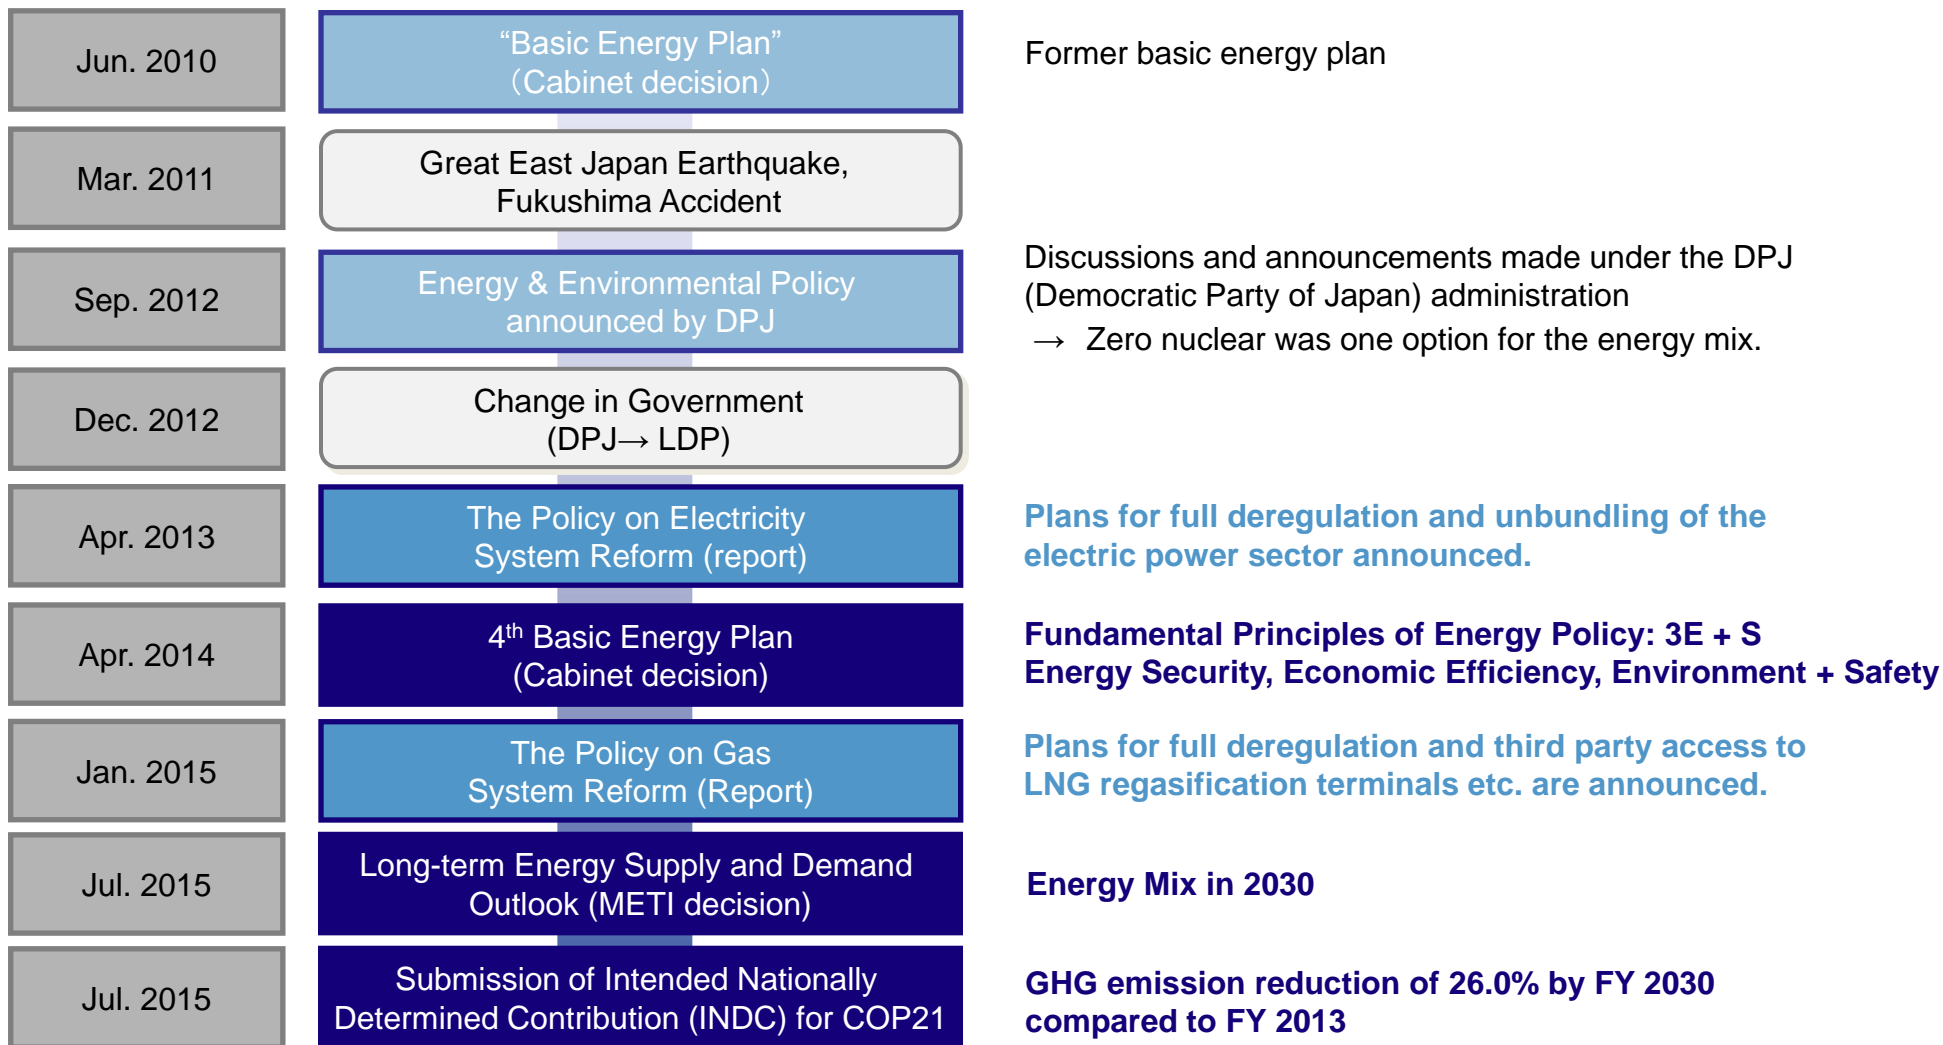 Jun. 2010
“Basic Energy Plan”
（Cabinet decision）
Former basic energy plan
Mar. 2011
Great East Japan Earthquake,
Fukushima Accident
Sep. 2012
Energy & Environmental Policy
announced by DPJ
Discussions and announcements made under the DPJ
(Democratic Party of Japan) administration
→ Zero nuclear was one option for the energy mix.
Dec. 2012
Change in Government
(DPJ→ LDP)
Apr. 2013
The Policy on Electricity
System Reform (report)
Plans for full deregulation and unbundling of the
electric power sector announced.
Apr. 2014
4th Basic Energy Plan
(Cabinet decision)
Fundamental Principles of Energy Policy: 3E + S
Energy Security, Economic Efficiency, Environment + Safety
Jan. 2015
The Policy on Gas
System Reform (Report)
Plans for full deregulation and third party access to
LNG regasification terminals etc. are announced.
Jul. 2015
Long-term Energy Supply and Demand
Outlook (METI decision)
Energy Mix in 2030
Jul. 2015
Submission of Intended Nationally
Determined Contribution (INDC) for COP21
GHG emission reduction of 26.0% by FY 2030
compared to FY 2013